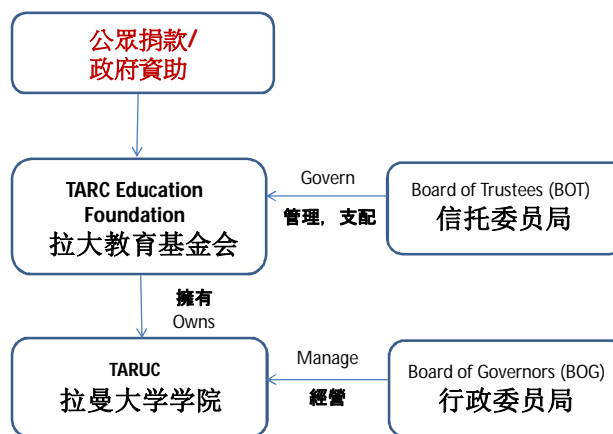 公眾捐款/
政府資助
TARC Education
Foundation
拉大教育基金会
Govern
管理，支配
Board of Trustees (BOT)
信托委员局
擁有
Owns
TARUC
拉曼大学学院
Manage
經營
Board of Governors (BOG)
行政委员局